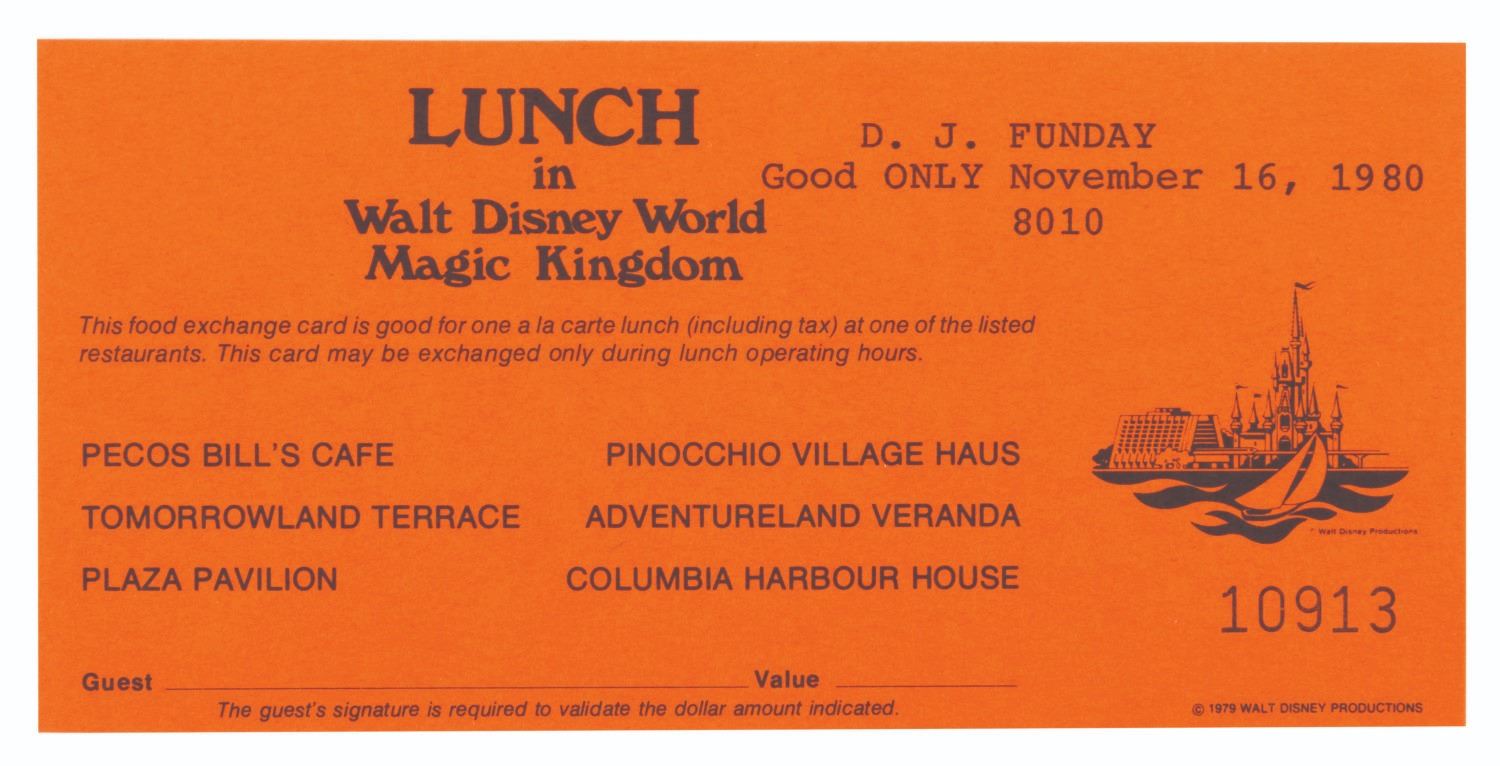 LUNCH
in
Walt Disney World
Magic Kingdom
D. J. FUNDAY
Good ONLY November 16, 1980
8010
This food exchange card is good for one a la carte lunch (including tax) at one of the listed
restaurants. This card may be exchanged only during lunch operating hours.
PECOS BILL'S CAFE
PINOCCHIO VILLAGE HAUS
TOMORROWLAND TERRACE
ADVENTURELAND VERANDA
PLAZA PAVILION
COLUMBIA HARBOUR HOUSE
© Walt Disney Productions
10913
Guest Value
The guest's signature is required to validate the dollar amount indicated.
© 1979 WALT DISNEY PRODUCTIONS